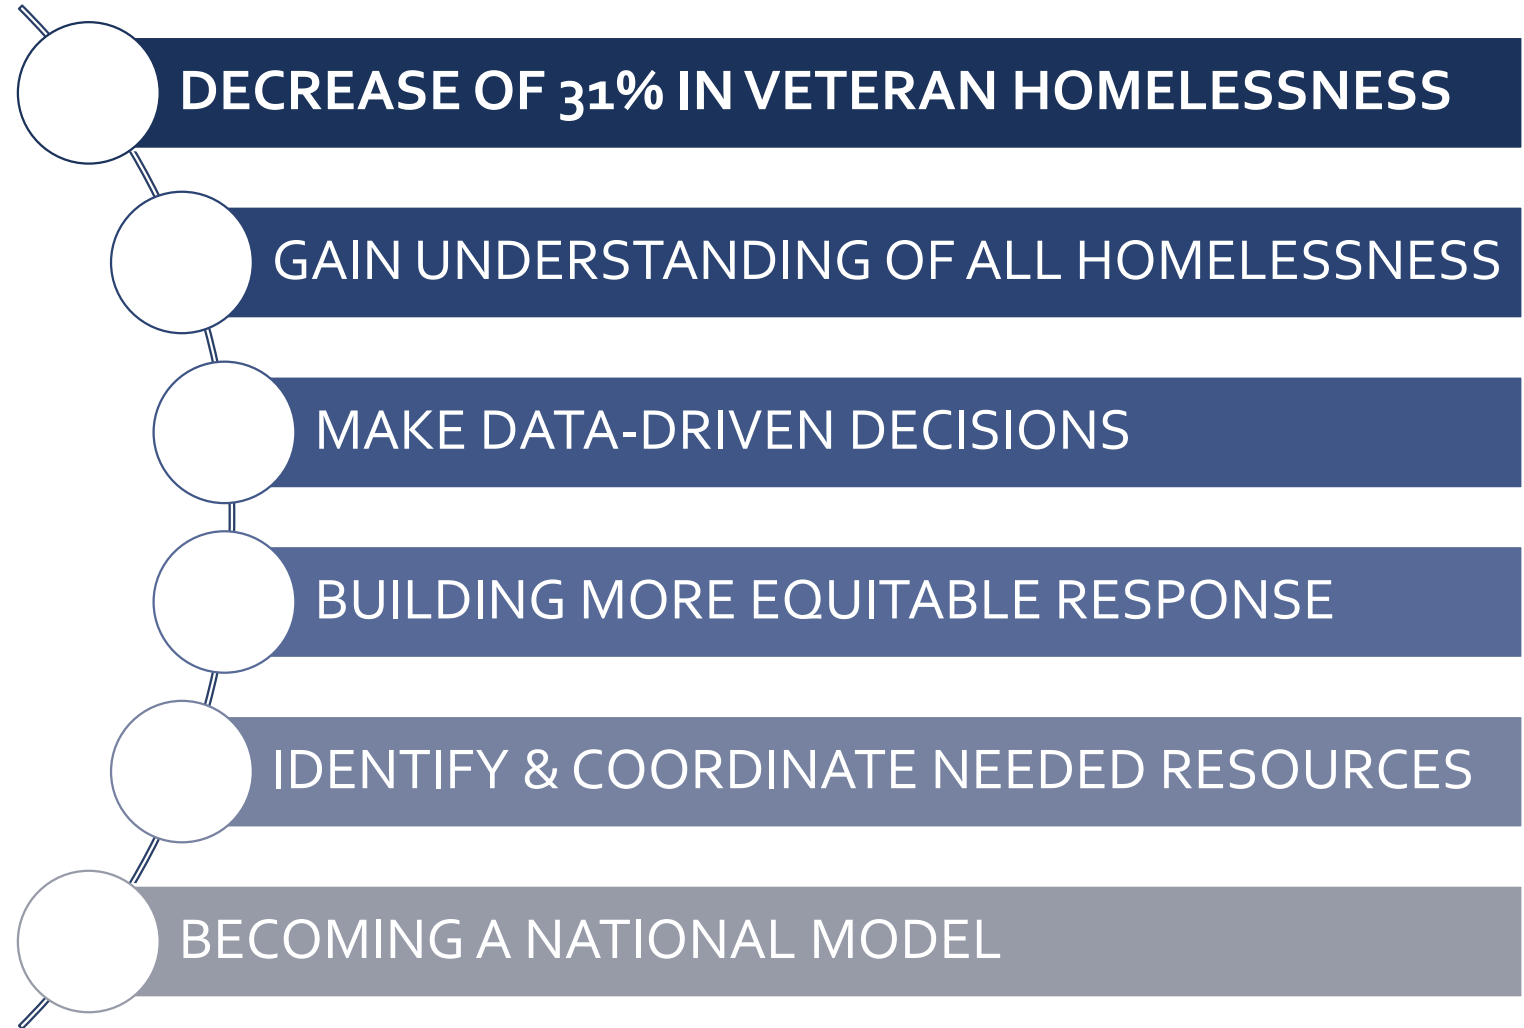 DECREASE OF 31% IN VETERAN HOMELESSNESS
GAIN UNDERSTANDING OF ALL HOMELESSNESS
MAKE DATA-DRIVEN DECISIONS
BUILDING MORE EQUITABLE RESPONSE
IDENTIFY & COORDINATE NEEDED RESOURCES
BECOMING A NATIONAL MODEL